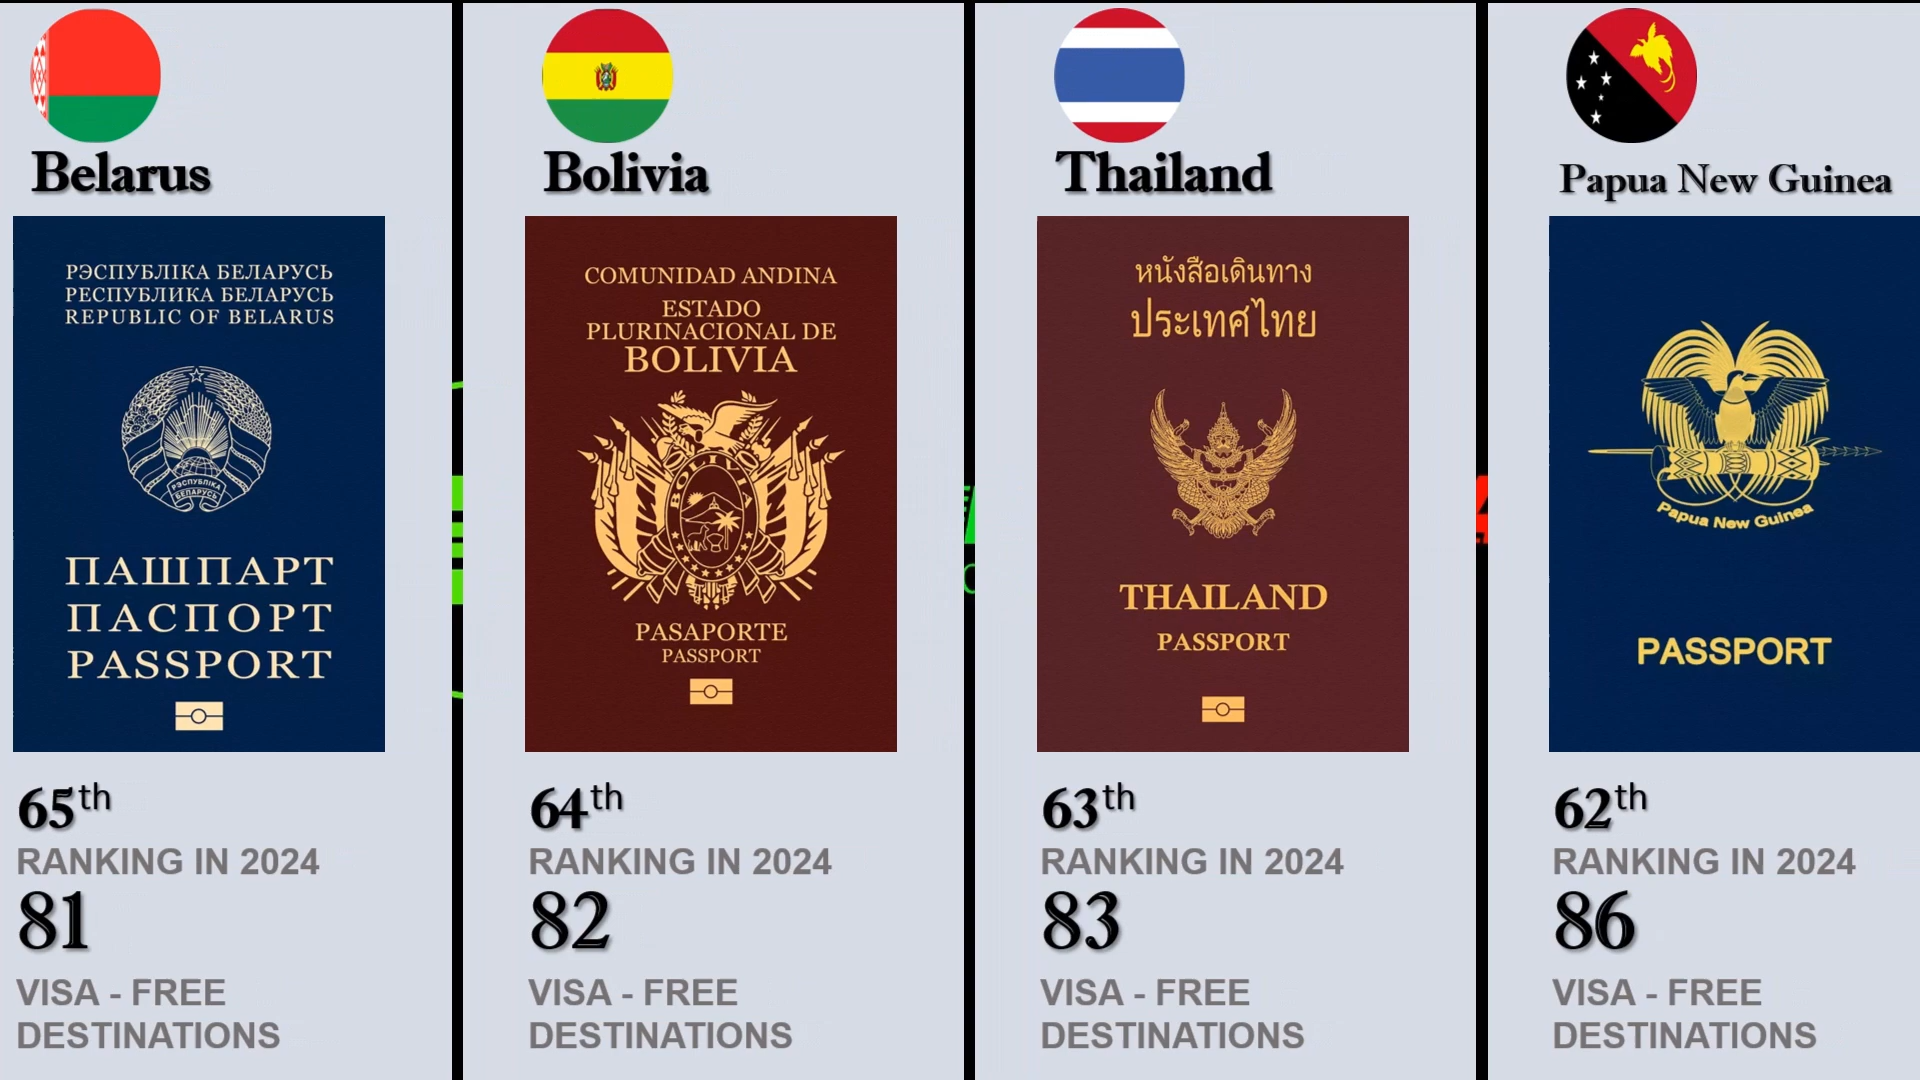 Belarus
РЭСПУБЛІКА БЕЛАРУСЬ
РЕСПУБЛИКА БЕЛАРУСЬ
REPUBLIC OF BELARUS
РЭСПУБЛІКА
БЕЛАРУСЬ
ПАШПАРТ
ПАСПОРТ
PASSPORT
65th
RANKING IN 2024
81
VISA - FREE
DESTINATIONS
Bolivia
COMUNIDAD ANDINA
ESTADO
PLURINACIONAL DE
BOLIVIA
BOLIVIA
PASAPORTE
PASSPORT
64th
RANKING IN 2024
82
VISA - FREE
DESTINATIONS
Thailand
หนังสือเดินทาง
ประเทศไทย
THAILAND
PASSPORT
63th
RANKING IN 2024
83
VISA - FREE
DESTINATIONS
Papua New Guinea
Papua New Guinea
PASSPORT
62th
RANKING IN 2024
86
VISA - FREE
DESTINATIONS